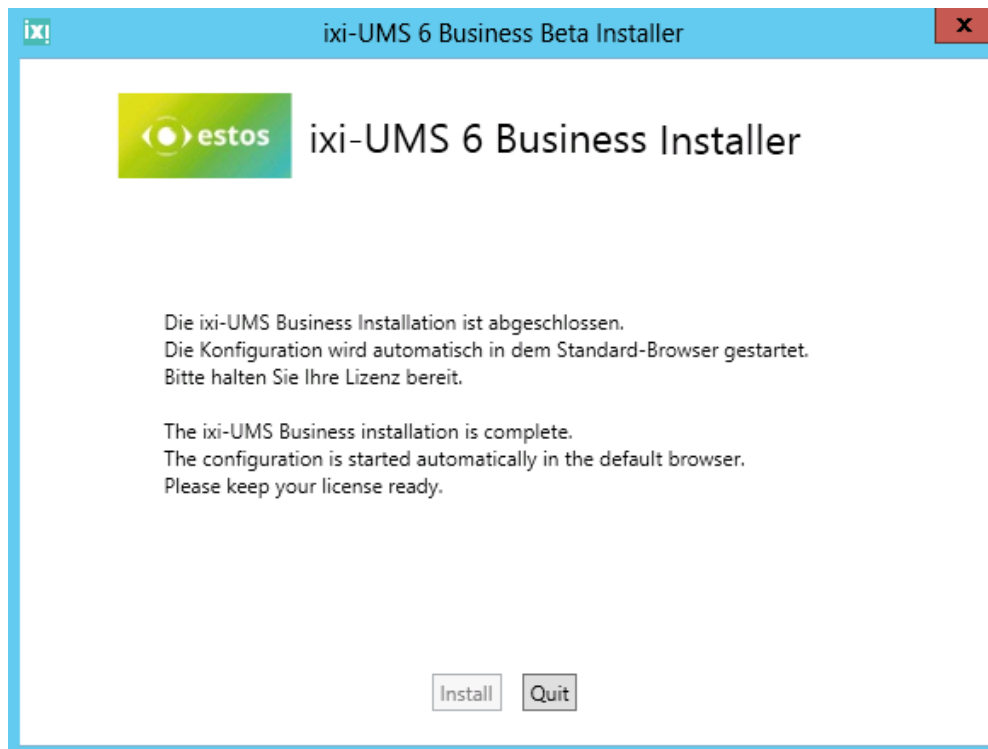 ixi
ixi-UMS 6 Business Beta Installer
x
estos
ixi-UMS 6 Business Installer
Die ixi-UMS Business Installation ist abgeschlossen.
Die Konfiguration wird automatisch in dem Standard-Browser gestartet.
Bitte halten Sie Ihre Lizenz bereit.
The ixi-UMS Business installation is complete.
The configuration is started automatically in the default browser.
Please keep your license ready.
Install
Quit